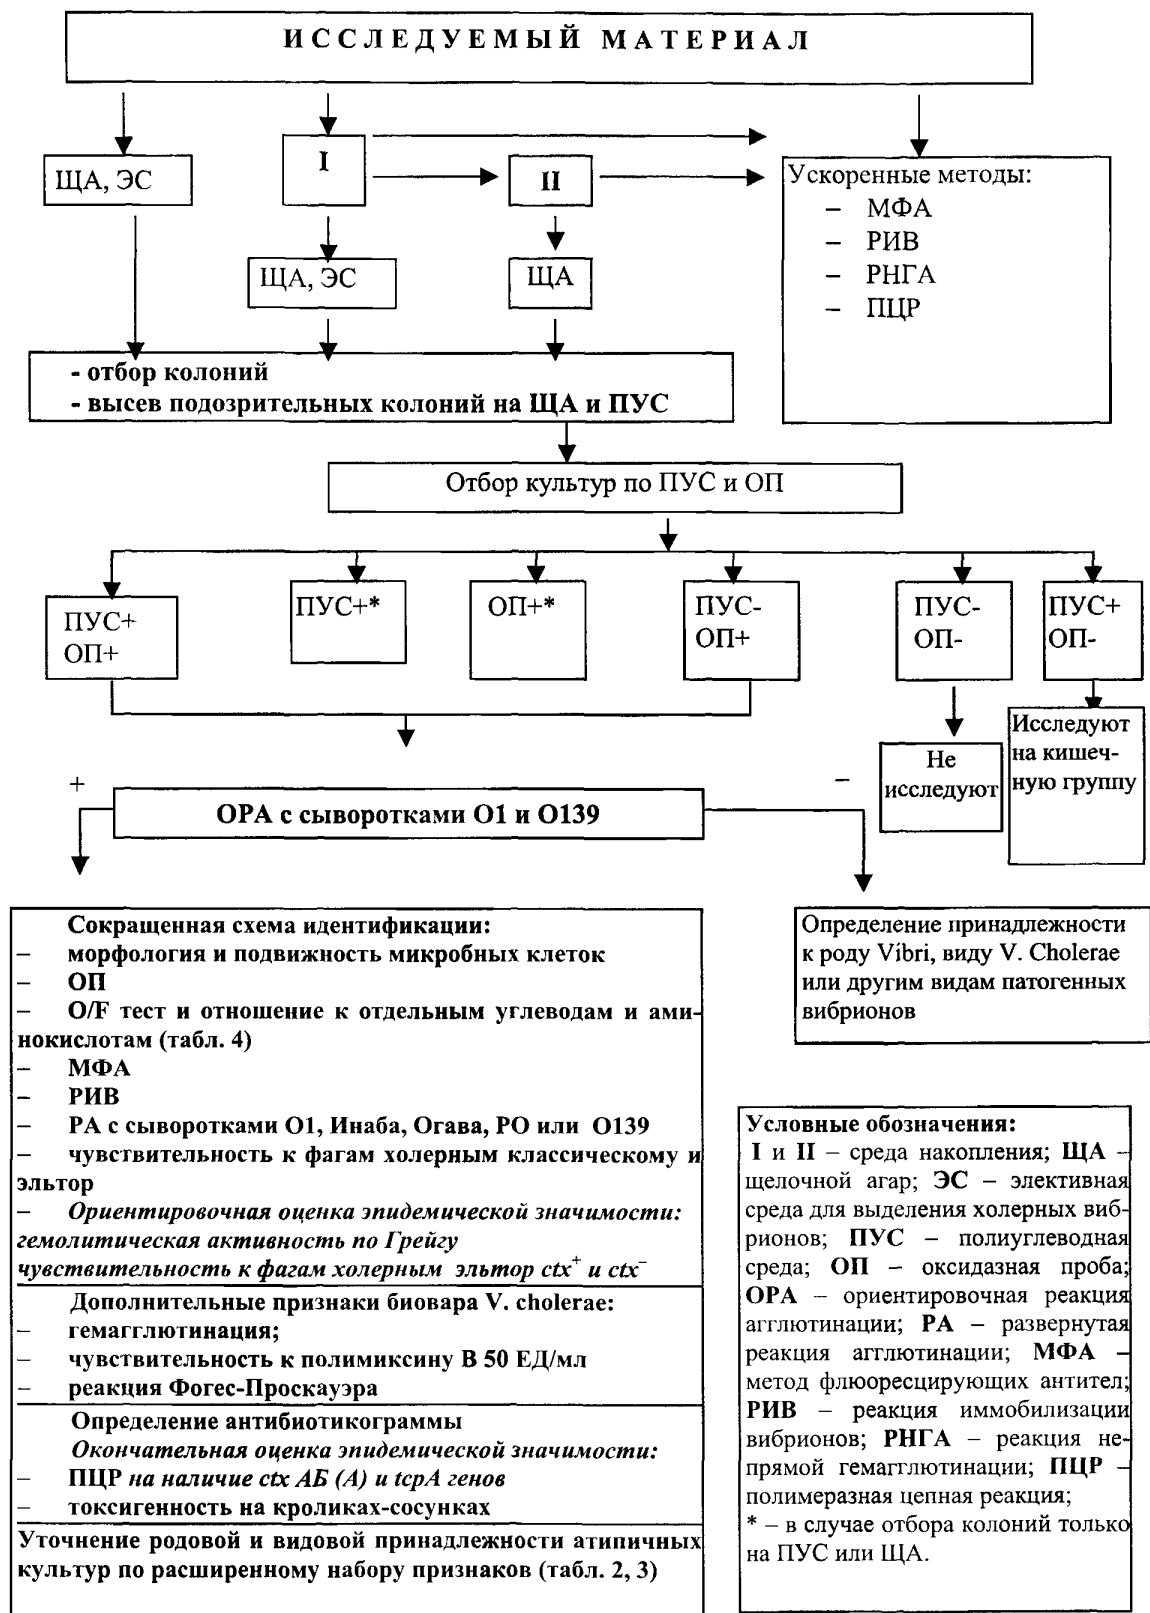 ИССЛЕДУЕМЫЙ МАТЕРИАЛ
ЩА, ЭС
I
II
ЩА, ЭС
ЩА
Ускоренные методы:
– МФА
– РИВ
– РНГА
– ПЦР
- отбор колоний
- высев подозрительных колоний на ЩА и ПУС
Отбор культур по ПУС и ОП
ПУС+
ОП+
ПУС+*
ОП+*
ПУС-
ОП+
ПУС-
ОП-
ПУС+
ОП-
Не
исследуют
Исследуют
на кишеч-
ную группу
+
–
ОРА с сыворотками О1 и О139
Сокращенная схема идентификации:
– морфология и подвижность микробных клеток
– ОП
– O/F тест и отношение к отдельным углеводам и ами-
нокислотам (табл. 4)
– МФА
– РИВ
– РА с сыворотками О1, Инаба, Огава, РО или О139
– чувствительность к фагам холерным классическому и
эльтор
– Ориентировочная оценка эпидемической значимости:
гемолитическая активность по Грейгу
чувствительность к фагам холерным эльтор ctx⁺ и ctx⁻
Дополнительные признаки биовара V. cholerae:
– гемагглютинация;
– чувствительность к полимиксину В 50 ЕД/мл
– реакция Фогес-Проскауэра
Определение антибиотикограммы
Окончательная оценка эпидемической значимости:
– ПЦР на наличие ctx АБ (А) и tcpA генов
– токсигенность на кроликах-сосунках
Уточнение родовой и видовой принадлежности атипичных
культур по расширенному набору признаков (табл. 2, 3)
Определение принадлежности
к роду Vibri, виду V. Cholerae
или другим видам патогенных
вибрионов
Условные обозначения:
I и II – среда накопления; ЩА –
щелочной агар; ЭС – элективная
среда для выделения холерных виб-
рионов; ПУС – полиуглеводная
среда; ОП – оксидазная проба;
ОРА – ориентировочная реакция
агглютинации; РА – развернутая
реакция агглютинации; МФА –
метод флюоресцирующих антител;
РИВ – реакция иммобилизации
вибрионов; РНГА – реакция не-
прямой гемагглютинации; ПЦР –
полимеразная цепная реакция;
* – в случае отбора колоний только
на ПУС или ЩА.